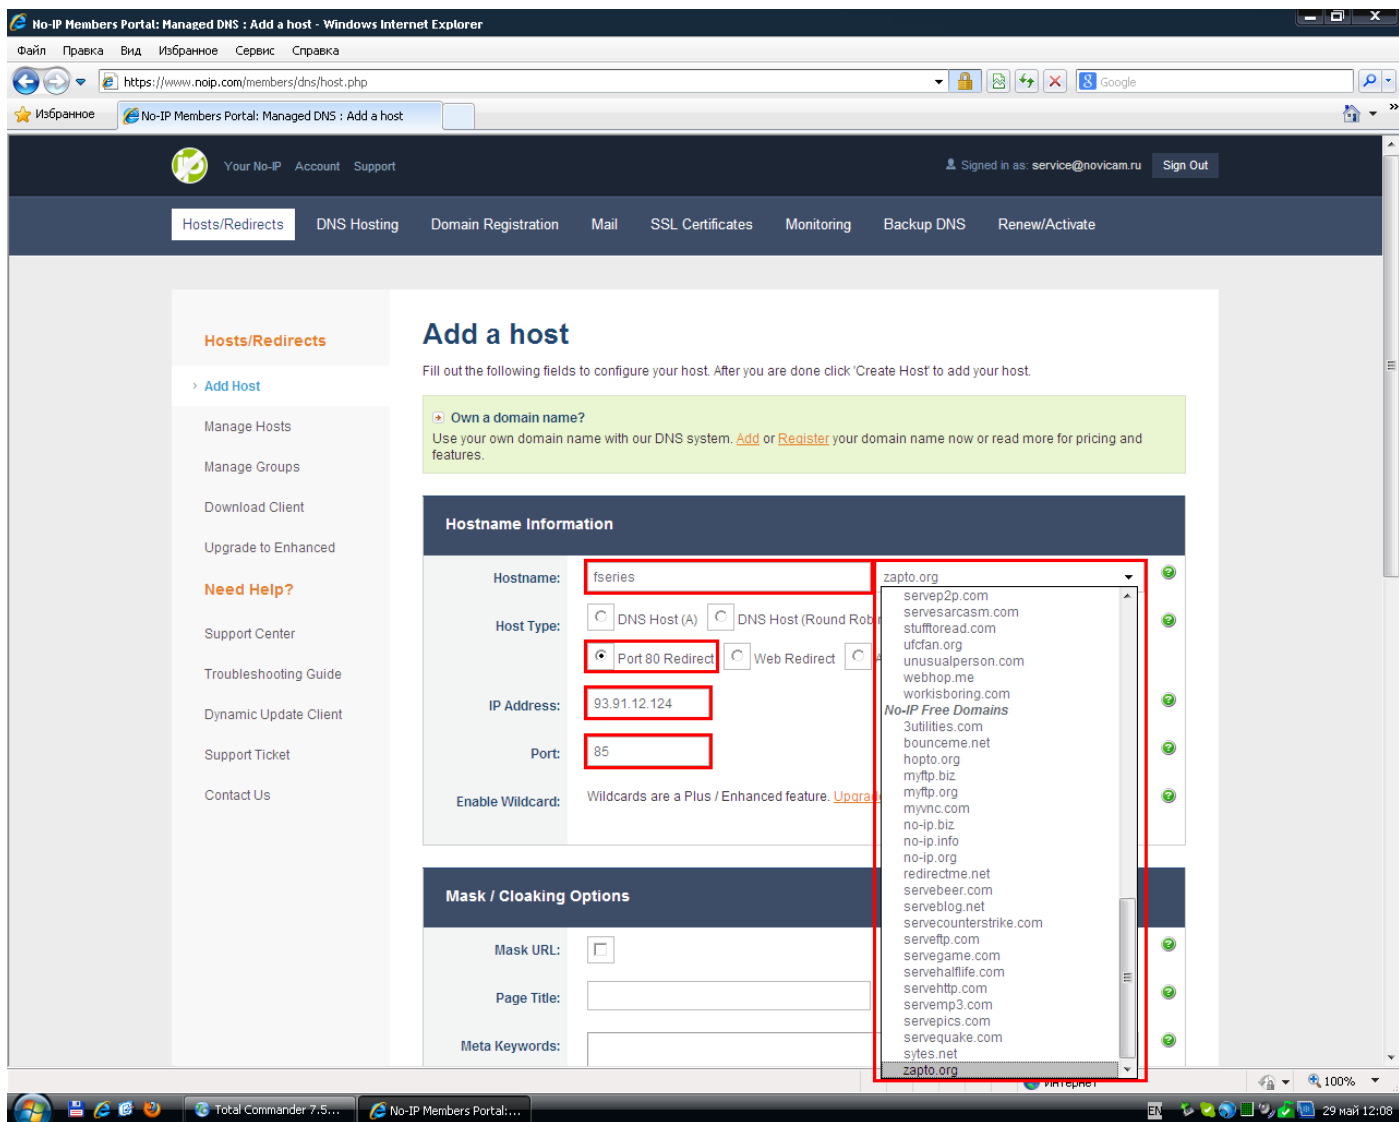 No-IP Members Portal: Managed DNS : Add a host - Windows Internet Explorer
Файл Правка Вид Избранное Сервис Справка
https://www.noip.com/members/dns/host.php
Google
Избранное
No-IP Members Portal: Managed DNS : Add a host
Your No-IP Account Support
Signed in as: service@novicam.ru Sign Out
Hosts/Redirects DNS Hosting Domain Registration Mail SSL Certificates Monitoring Backup DNS Renew/Activate
Hosts/Redirects
Add Host
Manage Hosts
Manage Groups
Download Client
Upgrade to Enhanced
Need Help?
Support Center
Troubleshooting Guide
Dynamic Update Client
Support Ticket
Contact Us
Add a host
Fill out the following fields to configure your host. After you are done click 'Create Host' to add your host.
Own a domain name?
Use your own domain name with our DNS system. Add or Register your domain name now or read more for pricing and
features.
Hostname Information
Hostname: fseries zapto.org
Host Type: DNS Host (A) DNS Host (Round Robi
Port 80 Redirect Web Redirect
IP Address: 93.91.12.124
Port: 85
Enable Wildcard: Wildcards are a Plus / Enhanced feature. Upgrad
servep2p.com
servesarcasm.com
stufftoread.com
ufcfan.org
unusualperson.com
webhop.me
workisboring.com
No-IP Free Domains
3utilities.com
bounceme.net
hopto.org
myftp.biz
myftp.org
myvnc.com
no-ip.biz
no-ip.info
no-ip.org
redirectme.net
servebeer.com
serveblog.net
servecounterstrike.com
serveftp.com
servegame.com
servehalflife.com
servehttp.com
servemp3.com
servepics.com
servequake.com
sytes.net
zapto.org
Mask / Cloaking Options
Mask URL:
Page Title:
Meta Keywords:
Интернет
100%
Total Commander 7.5... No-IP Members Portal:... EN 29 май 12:08